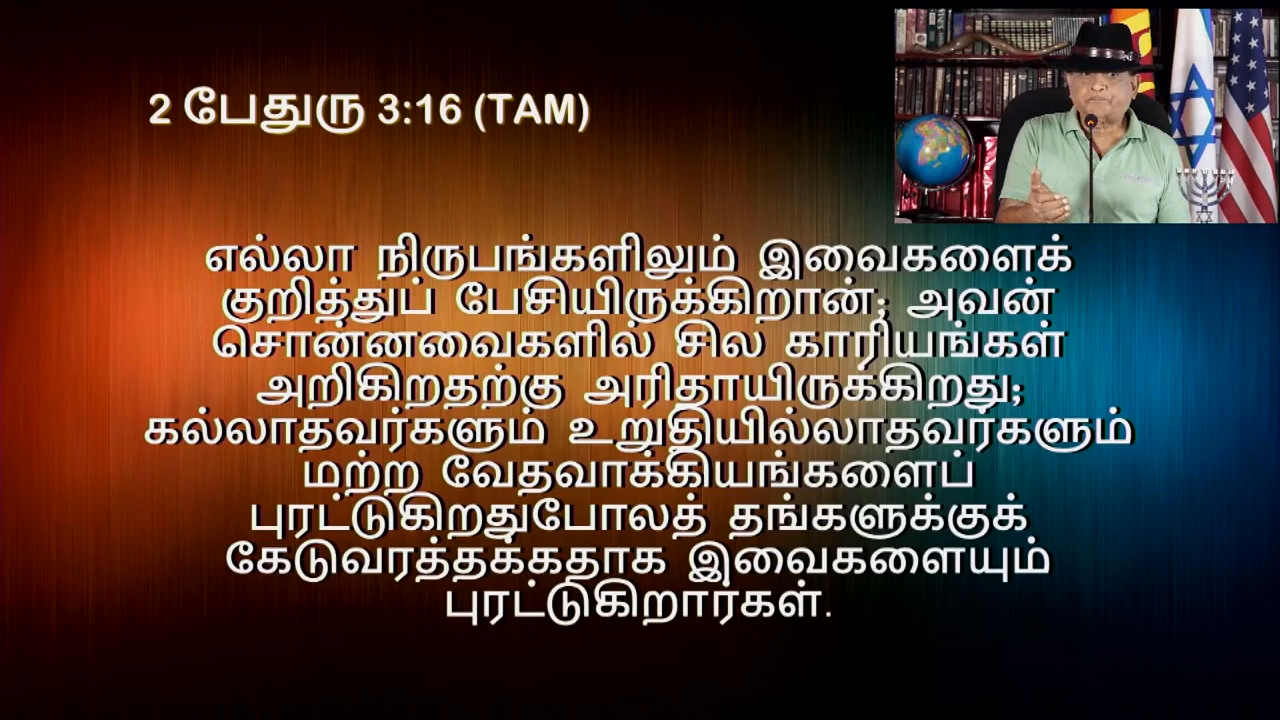 2 பேதுரு 3:16 (TAM)
எல்லா நிருபங்களிலும் இவைகளைக்
குறித்துப் பேசியிருக்கிறான்; அவன்
சொன்னவைகளில் சில காரியங்கள்
அறிகிறதற்கு அரிதாயிருக்கிறது;
கல்லாதவர்களும் உறுதியில்லாதவர்களும்
மற்ற வேதவாக்கியங்களைப்
புரட்டுகிறதுபோலத் தங்களுக்குக்
கேடுவரத்தக்கதாக இவைகளையும்
புரட்டுகிறார்கள்.